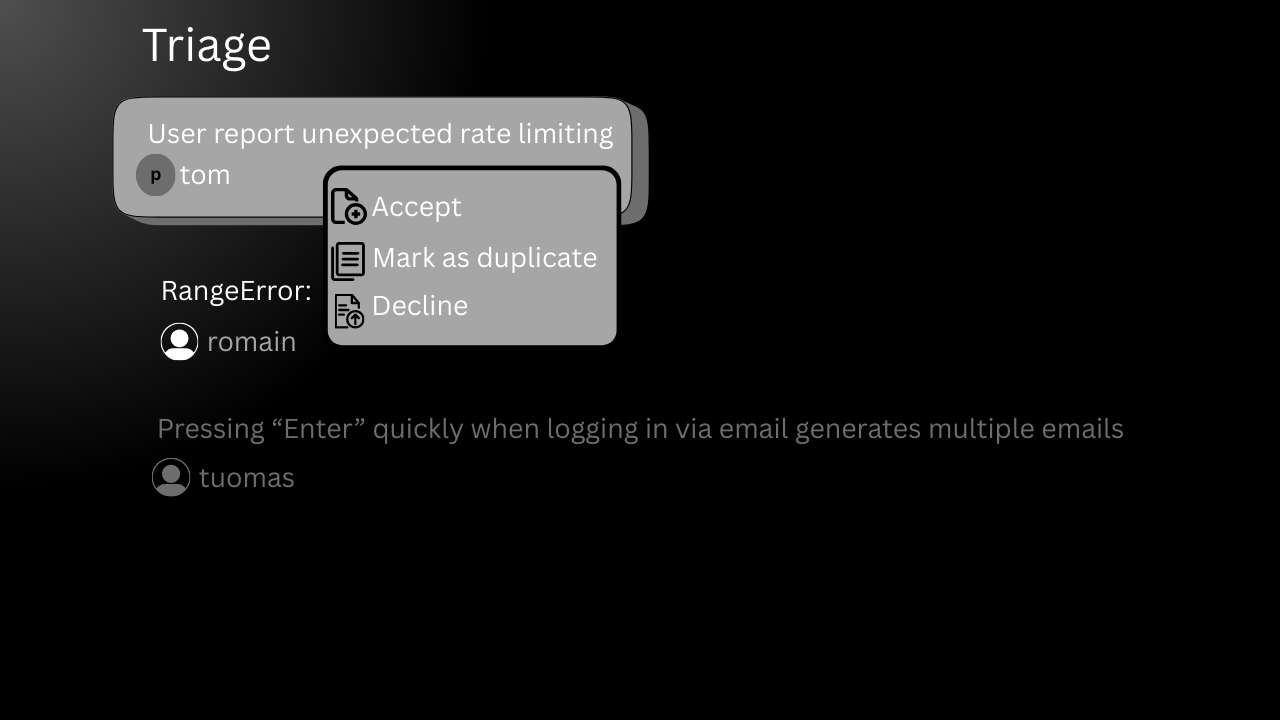 Triage
User report unexpected rate limiting
p tom
Accept
Mark as duplicate
Decline
RangeError:
romain
Pressing “Enter” quickly when logging in via email generates multiple emails
tuomas